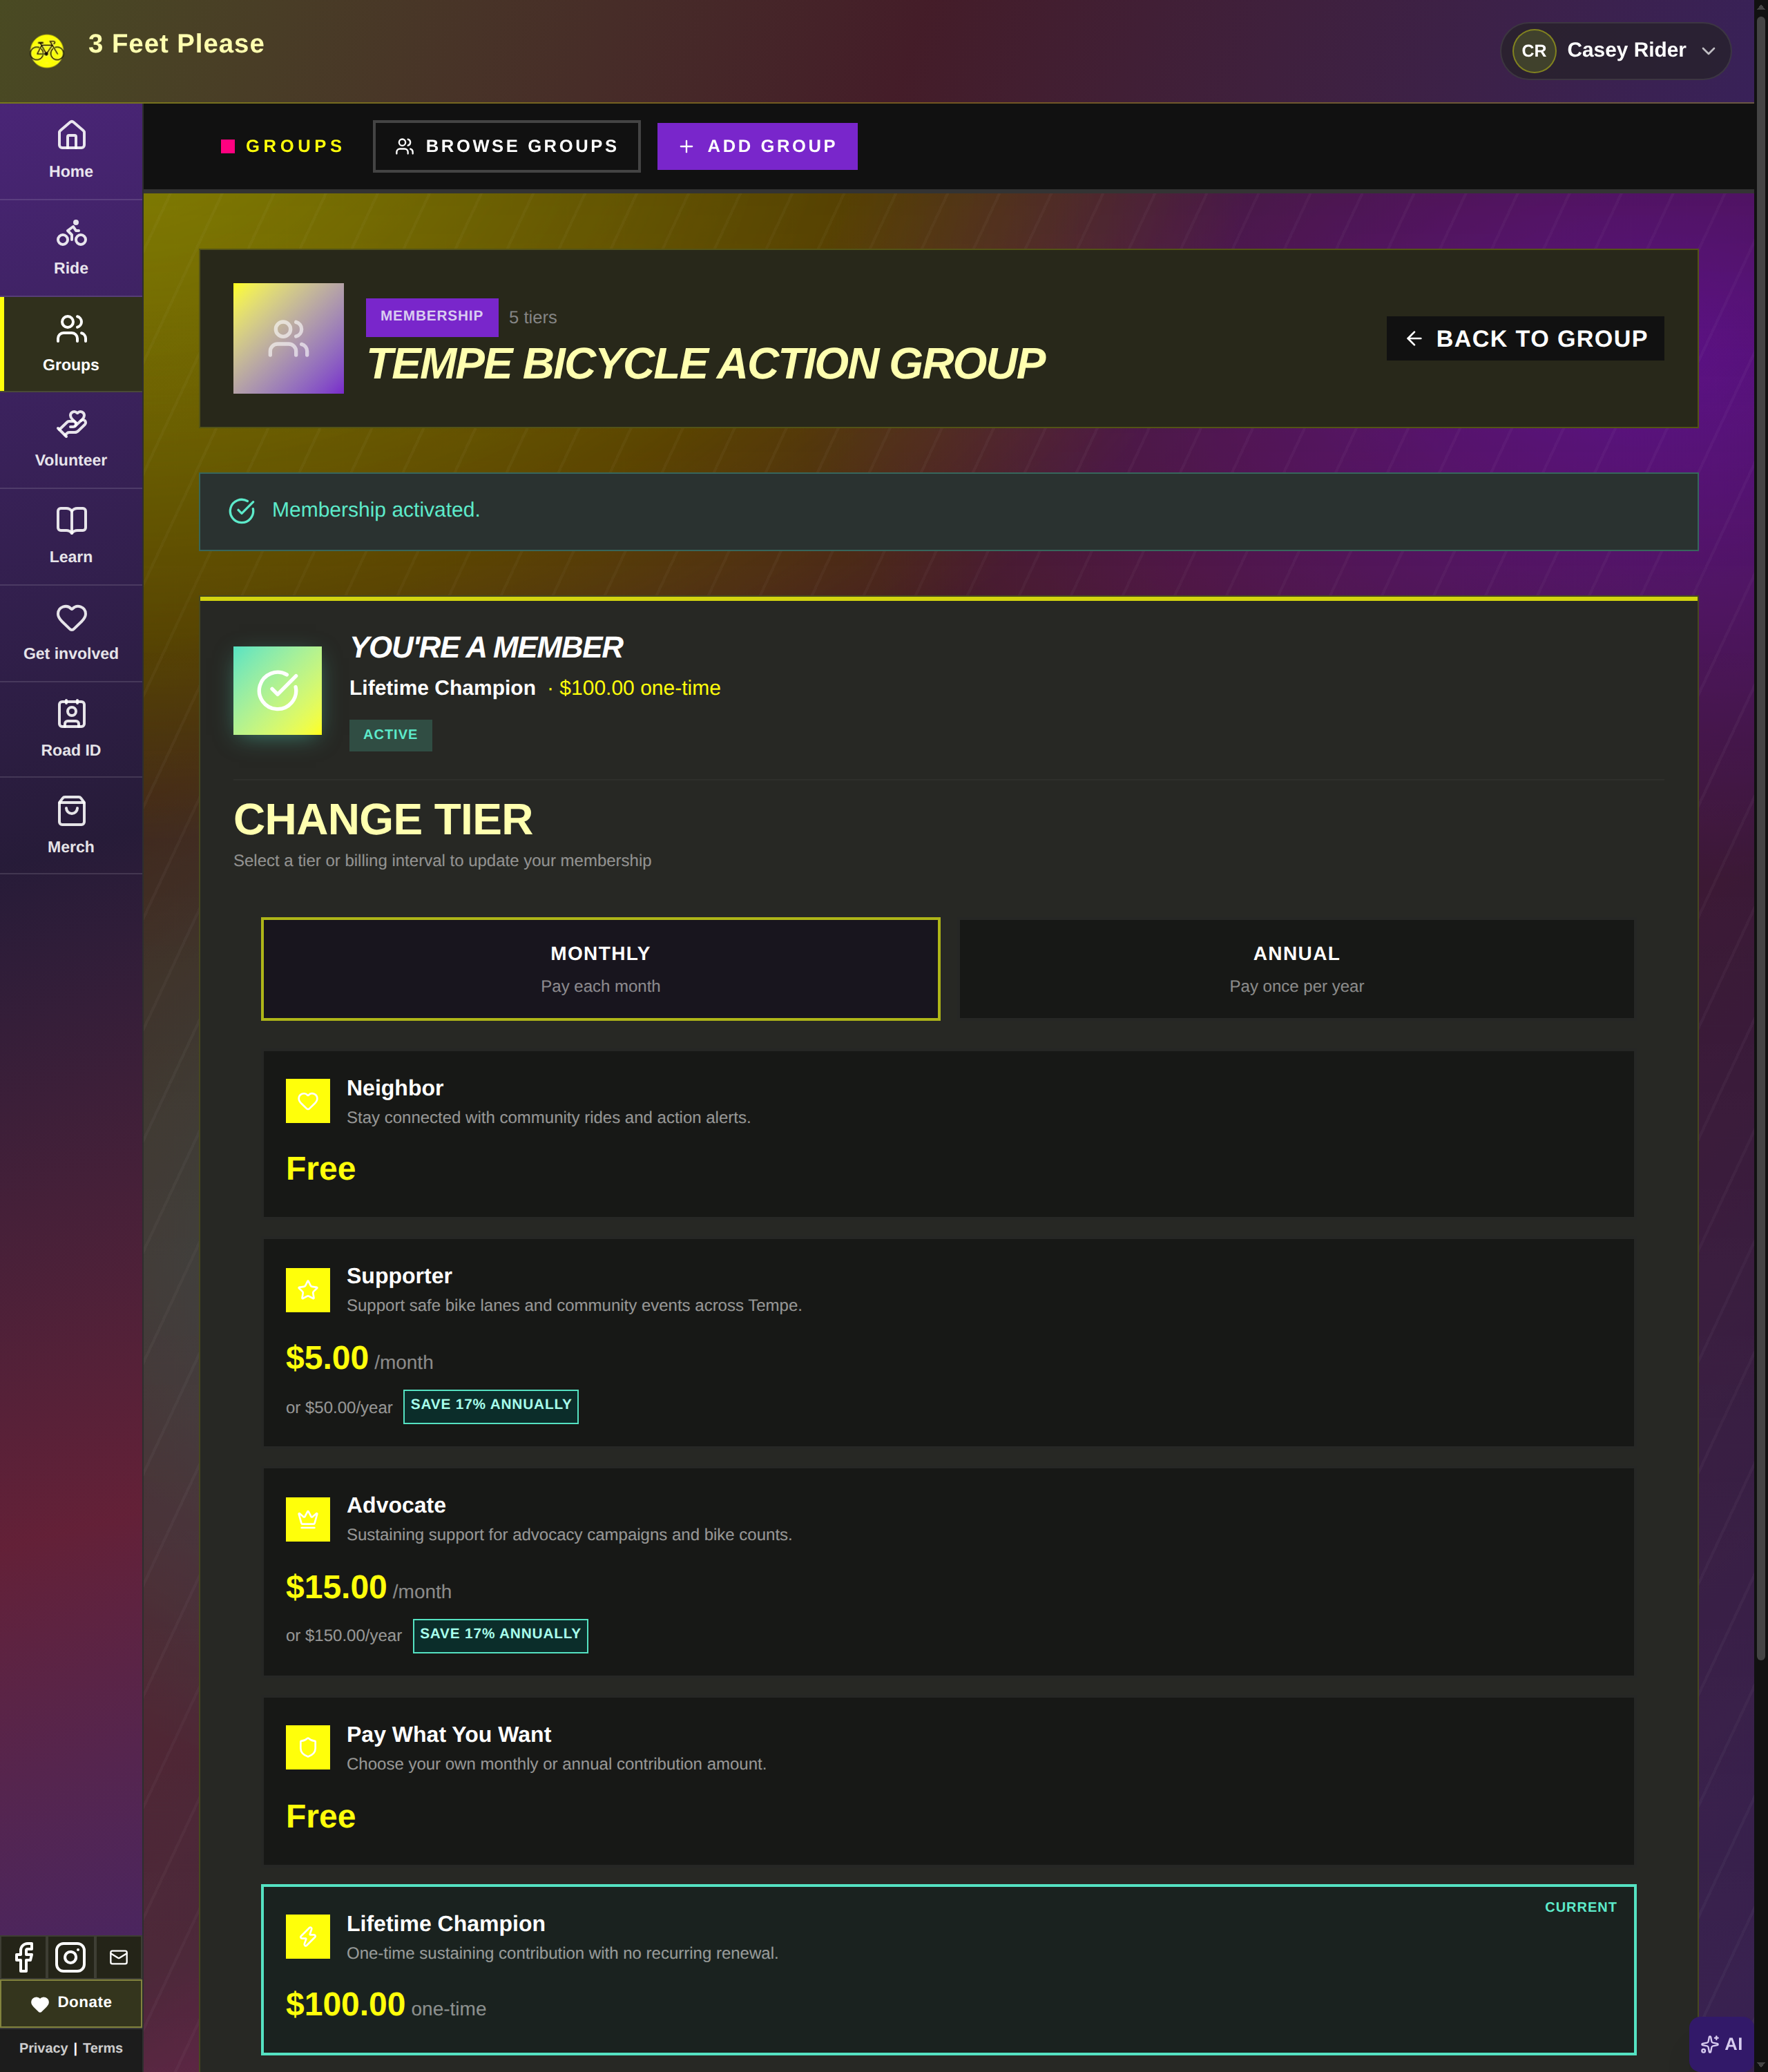 3 Feet Please
CR Casey Rider
Home
Ride
Groups
Volunteer
Learn
Get involved
Road ID
Merch
Donate
Privacy | Terms
GROUPS
BROWSE GROUPS
ADD GROUP
MEMBERSHIP 5 tiers
TEMPE BICYCLE ACTION GROUP
BACK TO GROUP
Membership activated.
YOU'RE A MEMBER
Lifetime Champion · $100.00 one-time
ACTIVE
CHANGE TIER
Select a tier or billing interval to update your membership
MONTHLY
Pay each month
ANNUAL
Pay once per year
Neighbor
Stay connected with community rides and action alerts.
Free
Supporter
Support safe bike lanes and community events across Tempe.
$5.00 /month
or $50.00/year SAVE 17% ANNUALLY
Advocate
Sustaining support for advocacy campaigns and bike counts.
$15.00 /month
or $150.00/year SAVE 17% ANNUALLY
Pay What You Want
Choose your own monthly or annual contribution amount.
Free
CURRENT
Lifetime Champion
One-time sustaining contribution with no recurring renewal.
$100.00 one-time
AI